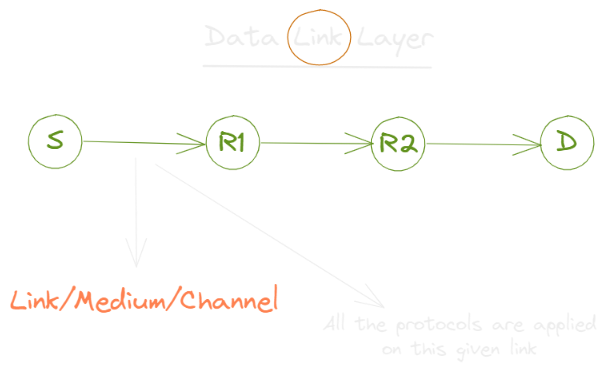 Data Link Layer
S R1 R2 D
Link/Medium/Channel
All the protocols are applied
on this given link